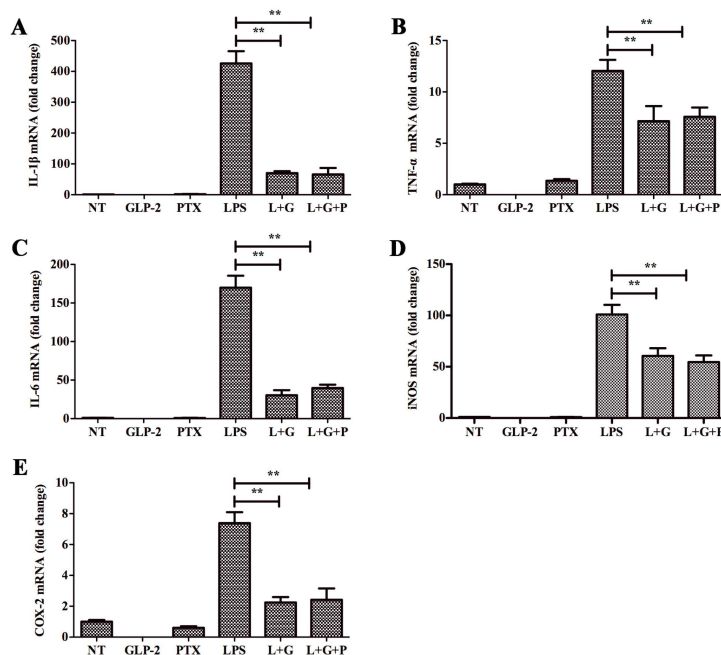 A
IL-1β mRNA (fold change)
500
400
300
200
100
0
**
**
NT GLP-2 PTX LPS L+G L+G+P
B
TNF-α mRNA (fold change)
15
10
5
0
**
**
NT GLP-2 PTX LPS L+G L+G+P
C
IL-6 mRNA (fold change)
200
150
100
50
0
**
**
NT GLP-2 PTX LPS L+G L+G+P
D
iNOS mRNA (fold change)
150
100
50
0
**
**
NT GLP-2 PTX LPS L+G L+G+P
E
COX-2 mRNA (fold change)
8
6
4
2
0
**
**
NT GLP-2 PTX LPS L+G L+G+P